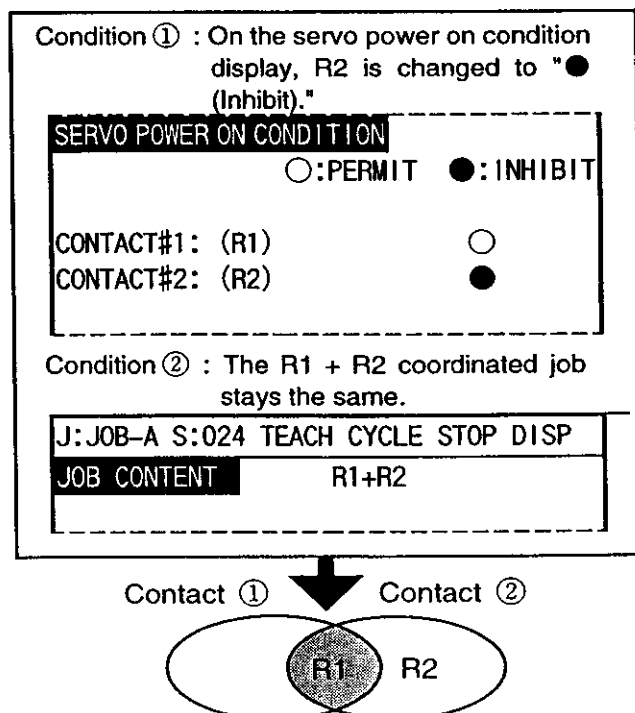 Condition ① : On the servo power on condition
display, R2 is changed to "●
(Inhibit)."
SERVO POWER ON CONDITION
○:PERMIT ●:INHIBIT
CONTACT#1: (R1) ○
CONTACT#2: (R2) ●
Condition ② : The R1 + R2 coordinated job
stays the same.
J:JOB-A S:024 TEACH CYCLE STOP DISP
JOB CONTENT R1+R2
Contact ① Contact ②
R1 R2